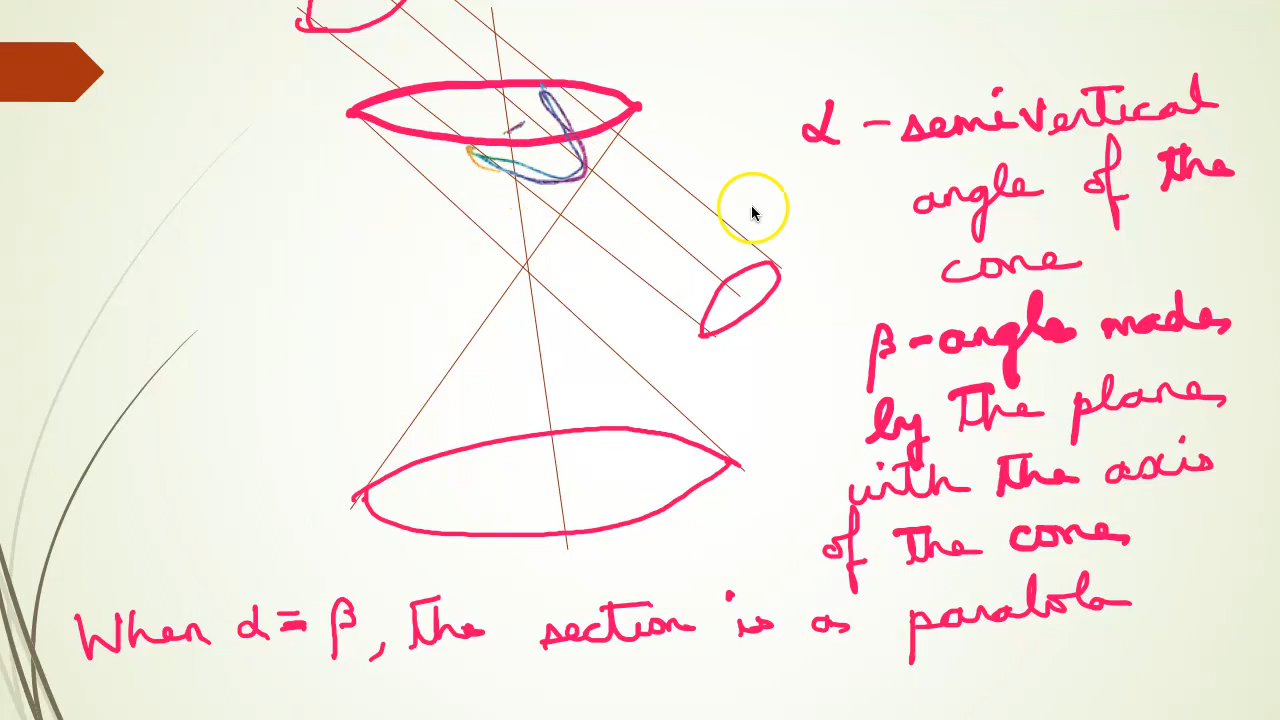 α - semivertical
angle of the
cone
β - angle made
by the plane
with the axis
of the cone
When α = β, the section is a parabola